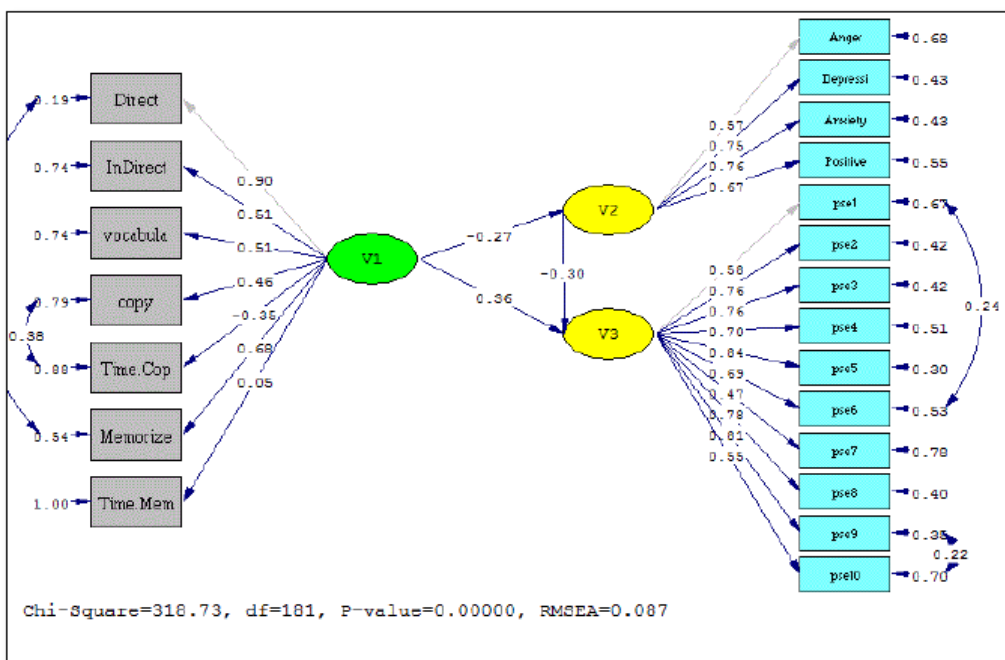 Anger
0.68
Depressi
0.43
Anxiety
0.43
Positive
0.55
pse1
0.67
pse2
0.42
pse3
0.42
pse4
0.51
pse5
0.30
pse6
0.53
pse7
0.78
pse8
0.40
pse9
0.35
pse10
0.70
0.24
0.22
0.19
Direct
0.74
InDirect
0.74
vocabula
0.79
copy
0.38
Time.Cop
0.54
Memorize
1.00
Time.Mem
0.90
0.51
0.51
0.46
-0.35
0.68
0.05
V1
-0.27
0.36
V2
-0.30
V3
0.57
0.75
0.76
0.67
0.58
0.76
0.76
0.70
0.84
0.69
0.47
0.78
0.81
0.55
Chi-Square=318.73, df=181, P-value=0.00000, RMSEA=0.087